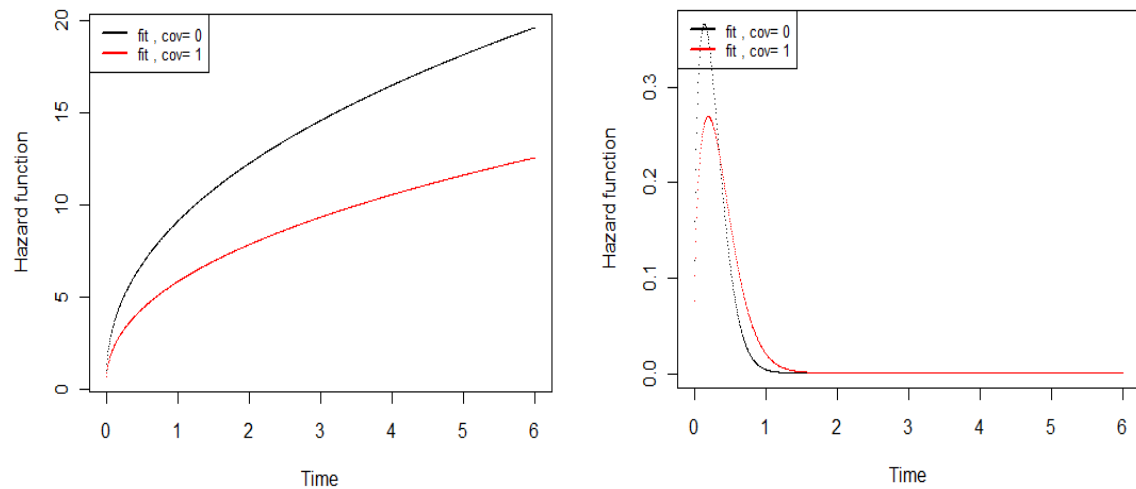 fit , cov= 0
fit , cov= 1
Hazard function
0
5
10
15
20
0 1 2 3 4 5 6
Time
fit , cov= 0
fit , cov= 1
Hazard function
0.0
0.1
0.2
0.3
0 1 2 3 4 5 6
Time